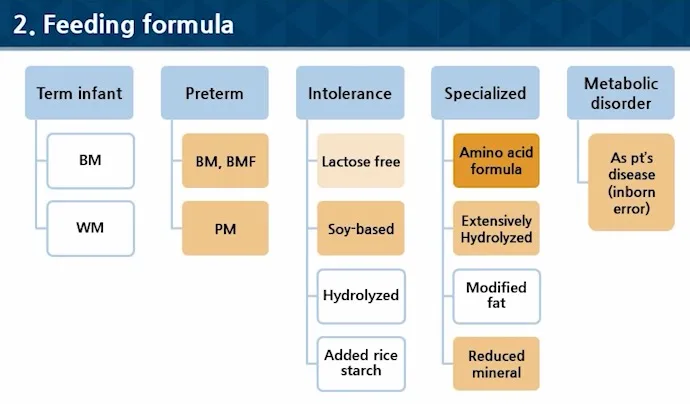 2. Feeding formula
Term infant
BM
WM
Preterm
BM, BMF
PM
Intolerance
Lactose free
Soy-based
Hydrolyzed
Added rice
starch
Specialized
Amino acid
formula
Extensively
Hydrolyzed
Modified
fat
Reduced
mineral
Metabolic
disorder
As pt's
disease
(inborn
error)